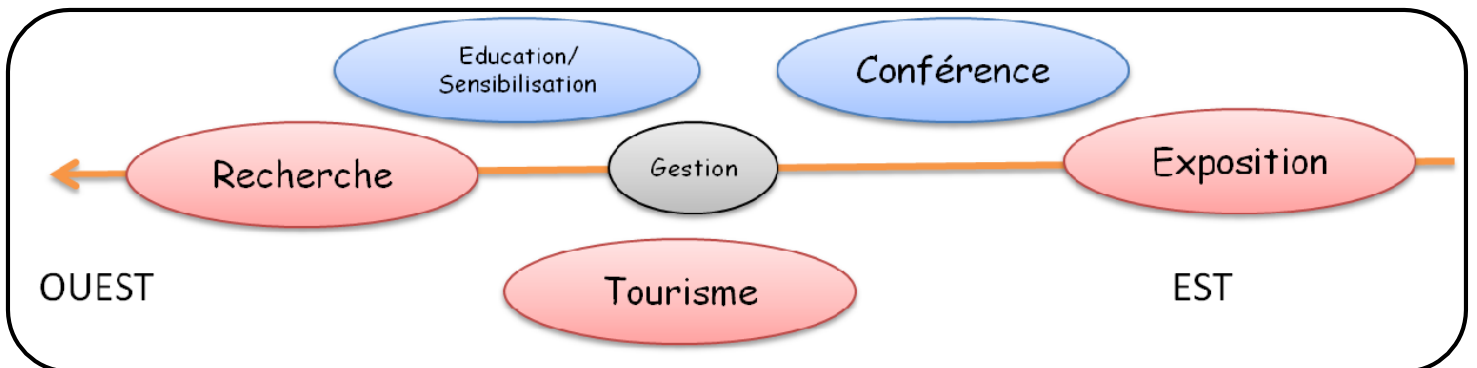 Education/
Sensibilisation
Conférence
Recherche
Gestion
Exposition
Tourisme
OUEST
EST